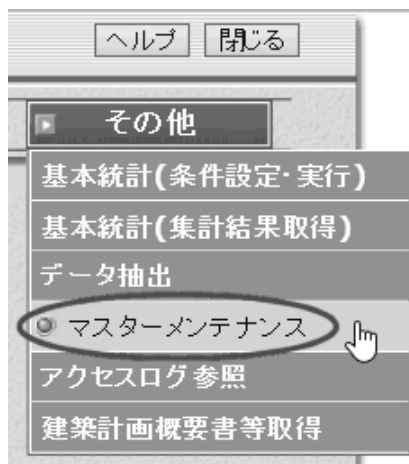 ヘルプ 閉じる
その他
基本統計(条件設定・実行)
基本統計(集計結果取得)
データ抽出
マスターメンテナンス
アクセスログ参照
建築計画概要書等取得